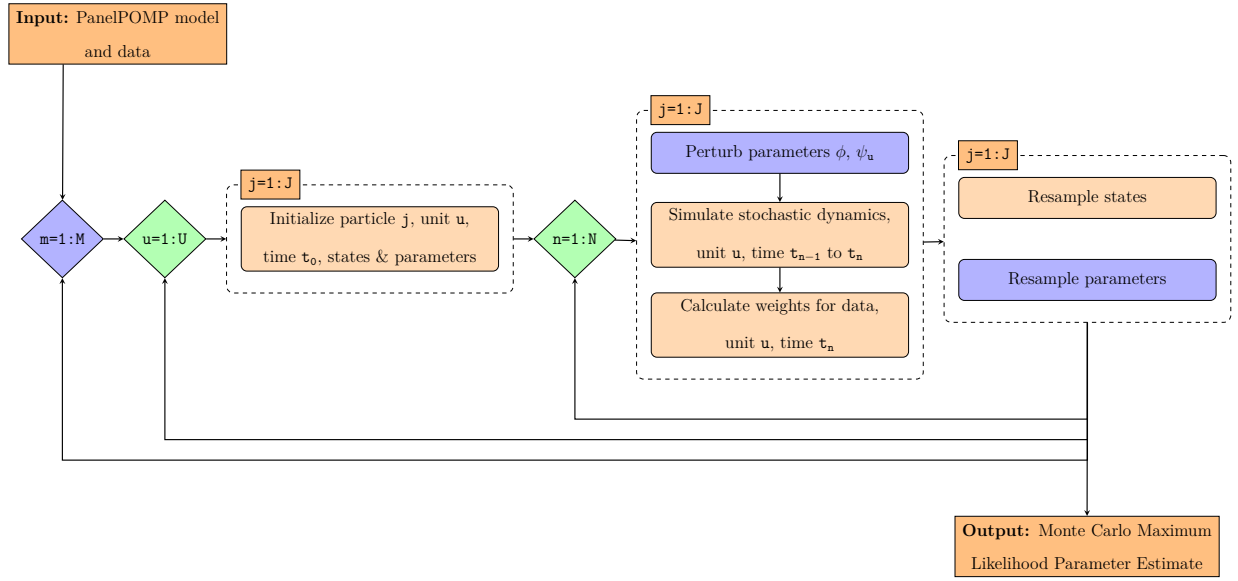 Input: PanelPOMP model
and data
m=1:M
u=1:U
j=1:J
Initialize particle j, unit u,
time t₀, states & parameters
n=1:N
j=1:J
Perturb parameters ϕ, ψᵤ
Simulate stochastic dynamics,
unit u, time tₙ₋₁ to tₙ
Calculate weights for data,
unit u, time tₙ
j=1:J
Resample states
Resample parameters
Output: Monte Carlo Maximum
Likelihood Parameter Estimate